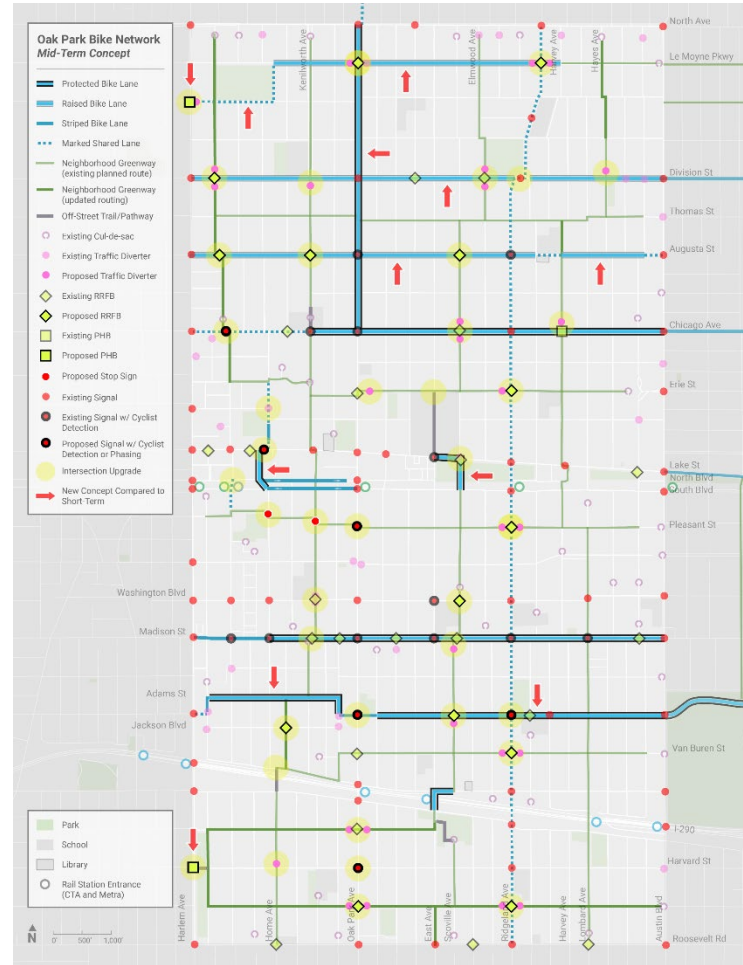 Oak Park Bike Network
Mid-Term Concept
Protected Bike Lane
Raised Bike Lane
Striped Bike Lane
Marked Shared Lane
Neighborhood Greenway
(existing planned route)
Neighborhood Greenway
(updated routing)
Off-Street Trail/Pathway
Existing Cul-de-sac
Existing Traffic Diverter
Proposed Traffic Diverter
Existing RRFB
Proposed RRFB
Existing PHB
Proposed PHB
Proposed Stop Sign
Existing Signal
Existing Signal w/ Cyclist
Detection
Proposed Signal w/ Cyclist
Detection or Phasing
Intersection Upgrade
New Concept Compared to
Short-Term
Kenilworth Ave
Elmwood Ave
Harvey Ave
Hayes Ave
North Ave
Le Moyne Pkwy
Division St
Thomas St
Augusta St
Chicago Ave
Erie St
Lake St
North Blvd
South Blvd
Pleasant St
Washington Blvd
Madison St
Adams St
Jackson Blvd
Van Buren St
I-290
Harvard St
Roosevelt Rd
Park
School
Library
Rail Station Entrance
(CTA and Metra)
N
0' 500' 1,000'
Harlem Ave
Home Ave
Oak Park Ave
East Ave
Scoville Ave
Ridgeland Ave
Harvey Ave
Lombard Ave
Austin Blvd